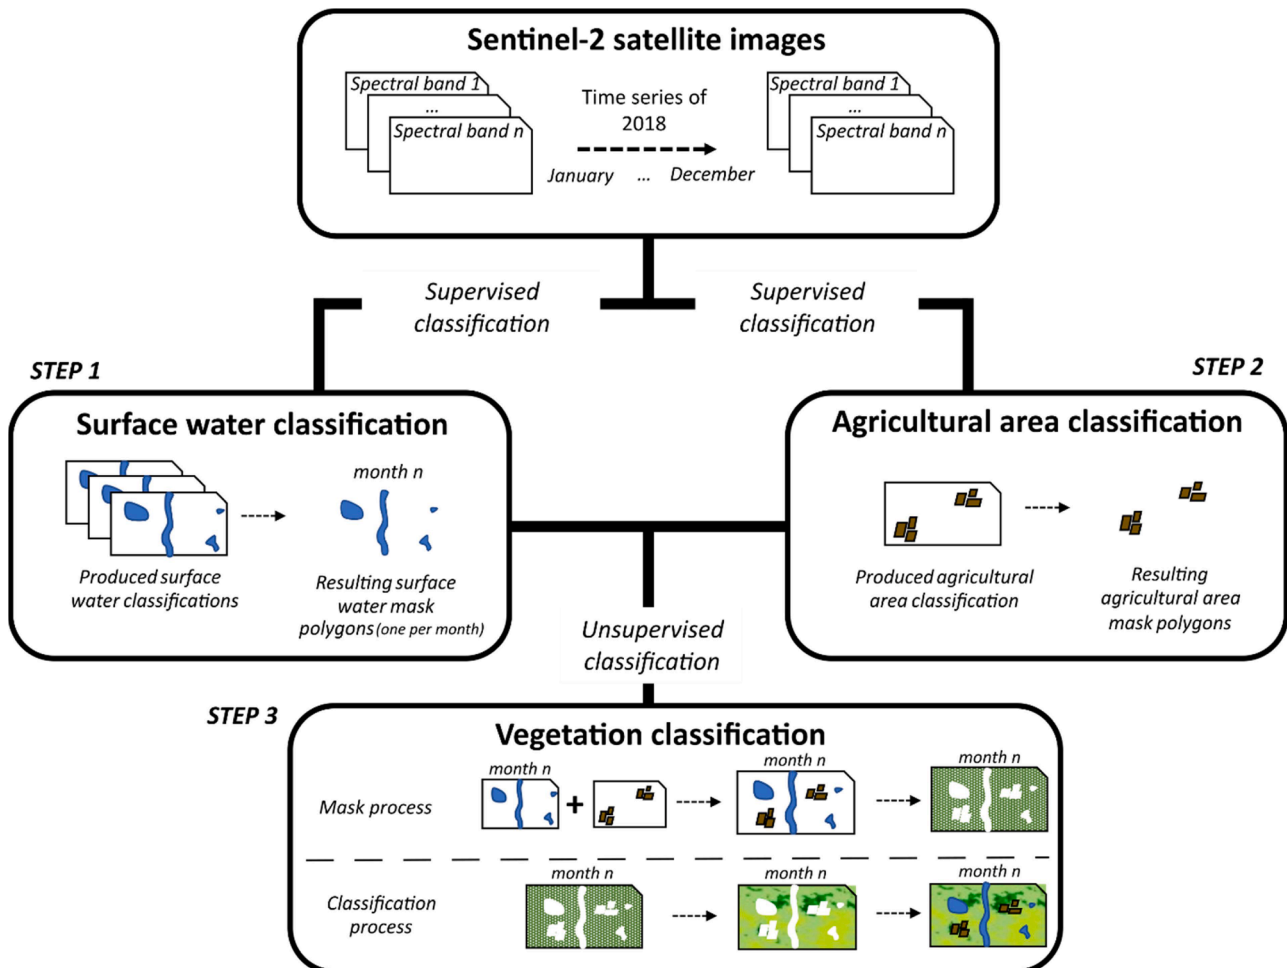 Sentinel-2 satellite images
Spectral band 1
...
Spectral band n
Time series of
2018
January ... December
Spectral band 1
...
Spectral band n
Supervised
classification
Supervised
classification
STEP 1
STEP 2
Surface water classification
month n
Produced surface
water classifications
Resulting surface
water mask
polygons (one per month)
Agricultural area classification
Produced agricultural
area classification
Resulting
agricultural area
mask polygons
Unsupervised
classification
STEP 3
Vegetation classification
month n
month n
month n
Mask process
+
month n
month n
month n
Classification
process